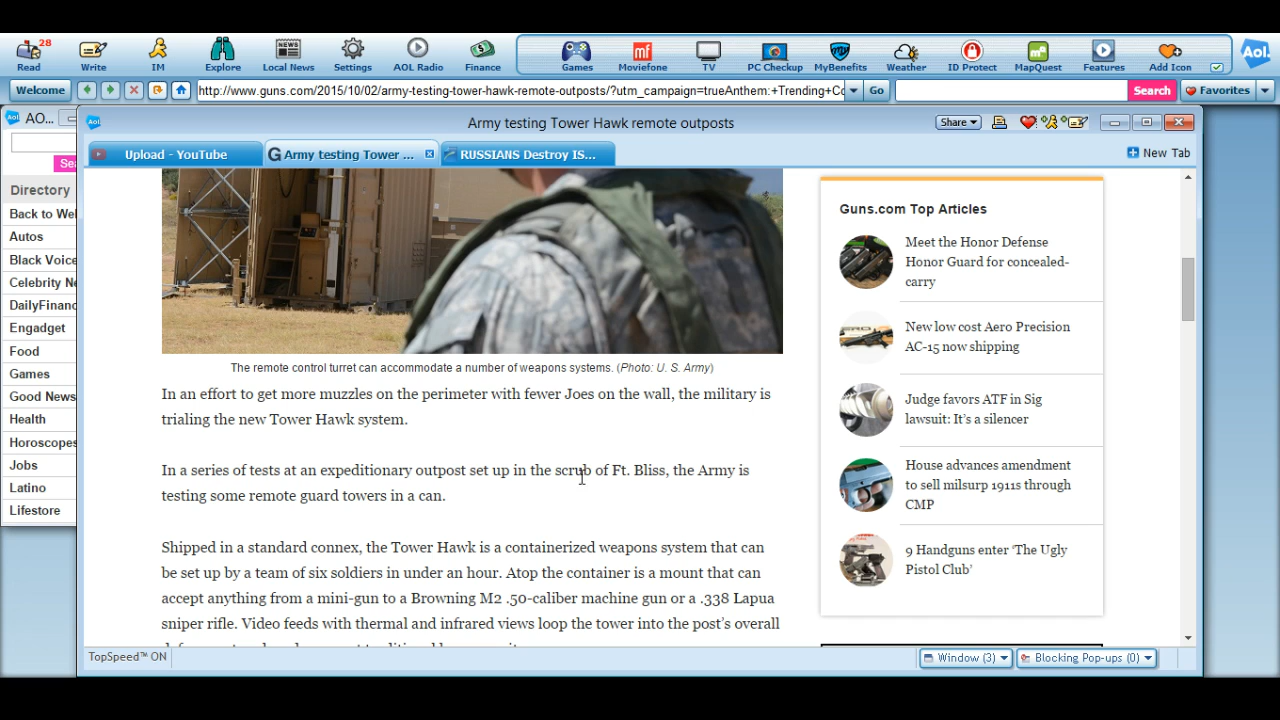 28
Read
Write
IM
Explore
Local News
Settings
AOL Radio
Finance
Games
Moviefone
TV
PC Checkup
MyBenefits
Weather
ID Protect
MapQuest
Features
Add Icon
NEWS
mf
mQ
Aol.
Welcome
http://www.guns.com/2015/10/02/army-testing-tower-hawk-remote-outposts/?utm_campaign=trueAnthem:+Trending+Co
Go
Search
Favorites
Aol.
AO...
Aol.
Army testing Tower Hawk remote outposts
Share
Upload - YouTube
G Army testing Tower ...
RUSSIANS Destroy IS...
New Tab
Sea
Directory
Back to Wel
Autos
Black Voice
Celebrity Ne
DailyFinanc
Engadget
Food
Games
Good News
Health
Horoscopes
Jobs
Latino
Lifestore
The remote control turret can accommodate a number of weapons systems. (Photo: U. S. Army)
In an effort to get more muzzles on the perimeter with fewer Joes on the wall, the military is
trialing the new Tower Hawk system.
In a series of tests at an expeditionary outpost set up in the scrub of Ft. Bliss, the Army is
testing some remote guard towers in a can.
Shipped in a standard connex, the Tower Hawk is a containerized weapons system that can
be set up by a team of six soldiers in under an hour. Atop the container is a mount that can
accept anything from a mini-gun to a Browning M2 .50-caliber machine gun or a .338 Lapua
sniper rifle. Video feeds with thermal and infrared views loop the tower into the post's overall
Guns.com Top Articles
Meet the Honor Defense
Honor Guard for concealed-
carry
New low cost Aero Precision
AC-15 now shipping
Judge favors ATF in Sig
lawsuit: It's a silencer
House advances amendment
to sell milsurp 1911s through
CMP
9 Handguns enter 'The Ugly
Pistol Club'
TopSpeed™ ON
Window (3)
Blocking Pop-ups (0)